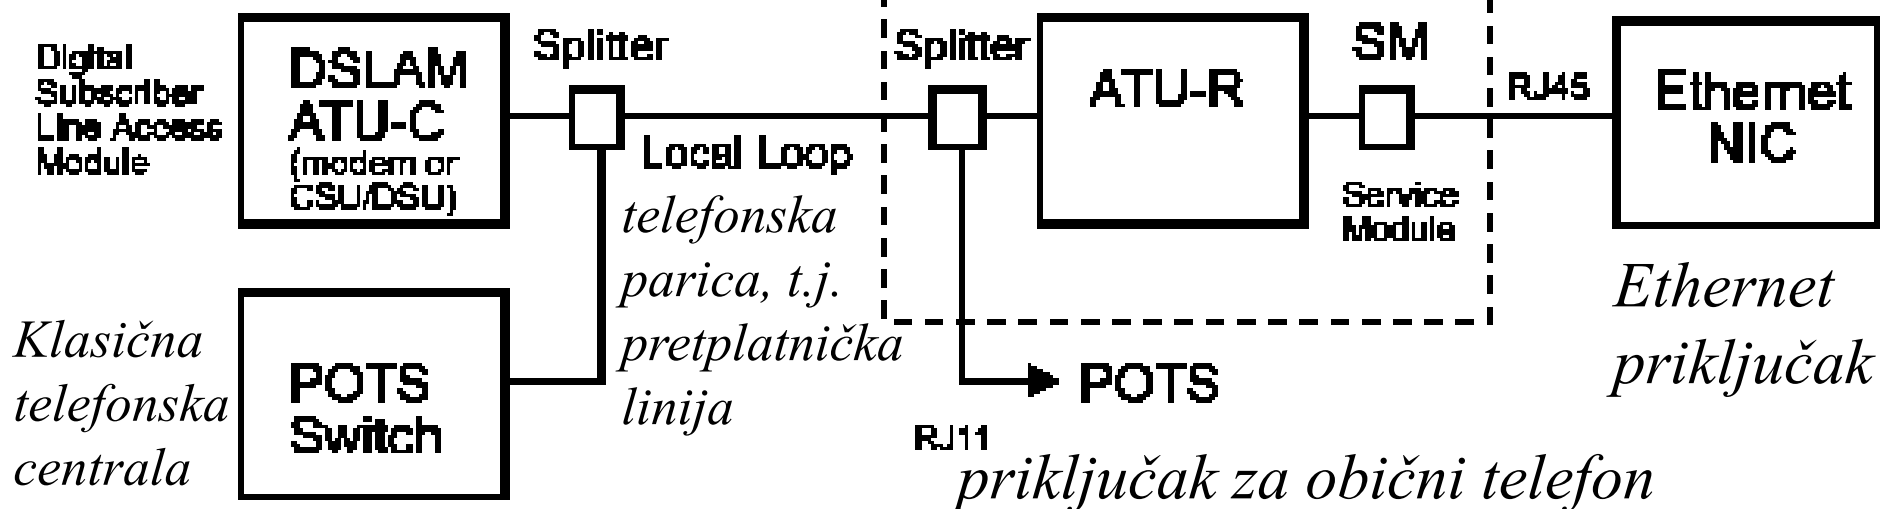 Digital
Subscriber
Line Access
Module
DSLAM
ATU-C
(modem or
CSU/DSU)
Splitter
Local Loop
telefonska
parica, t.j.
pretplatnička
linija
Klasična
telefonska
centrala
POTS
Switch
Splitter
ATU-R
SM
Service
Module
RJ45
Ethernet
NIC
Ethernet
priključak
POTS
RJ11
priključak za obični telefon